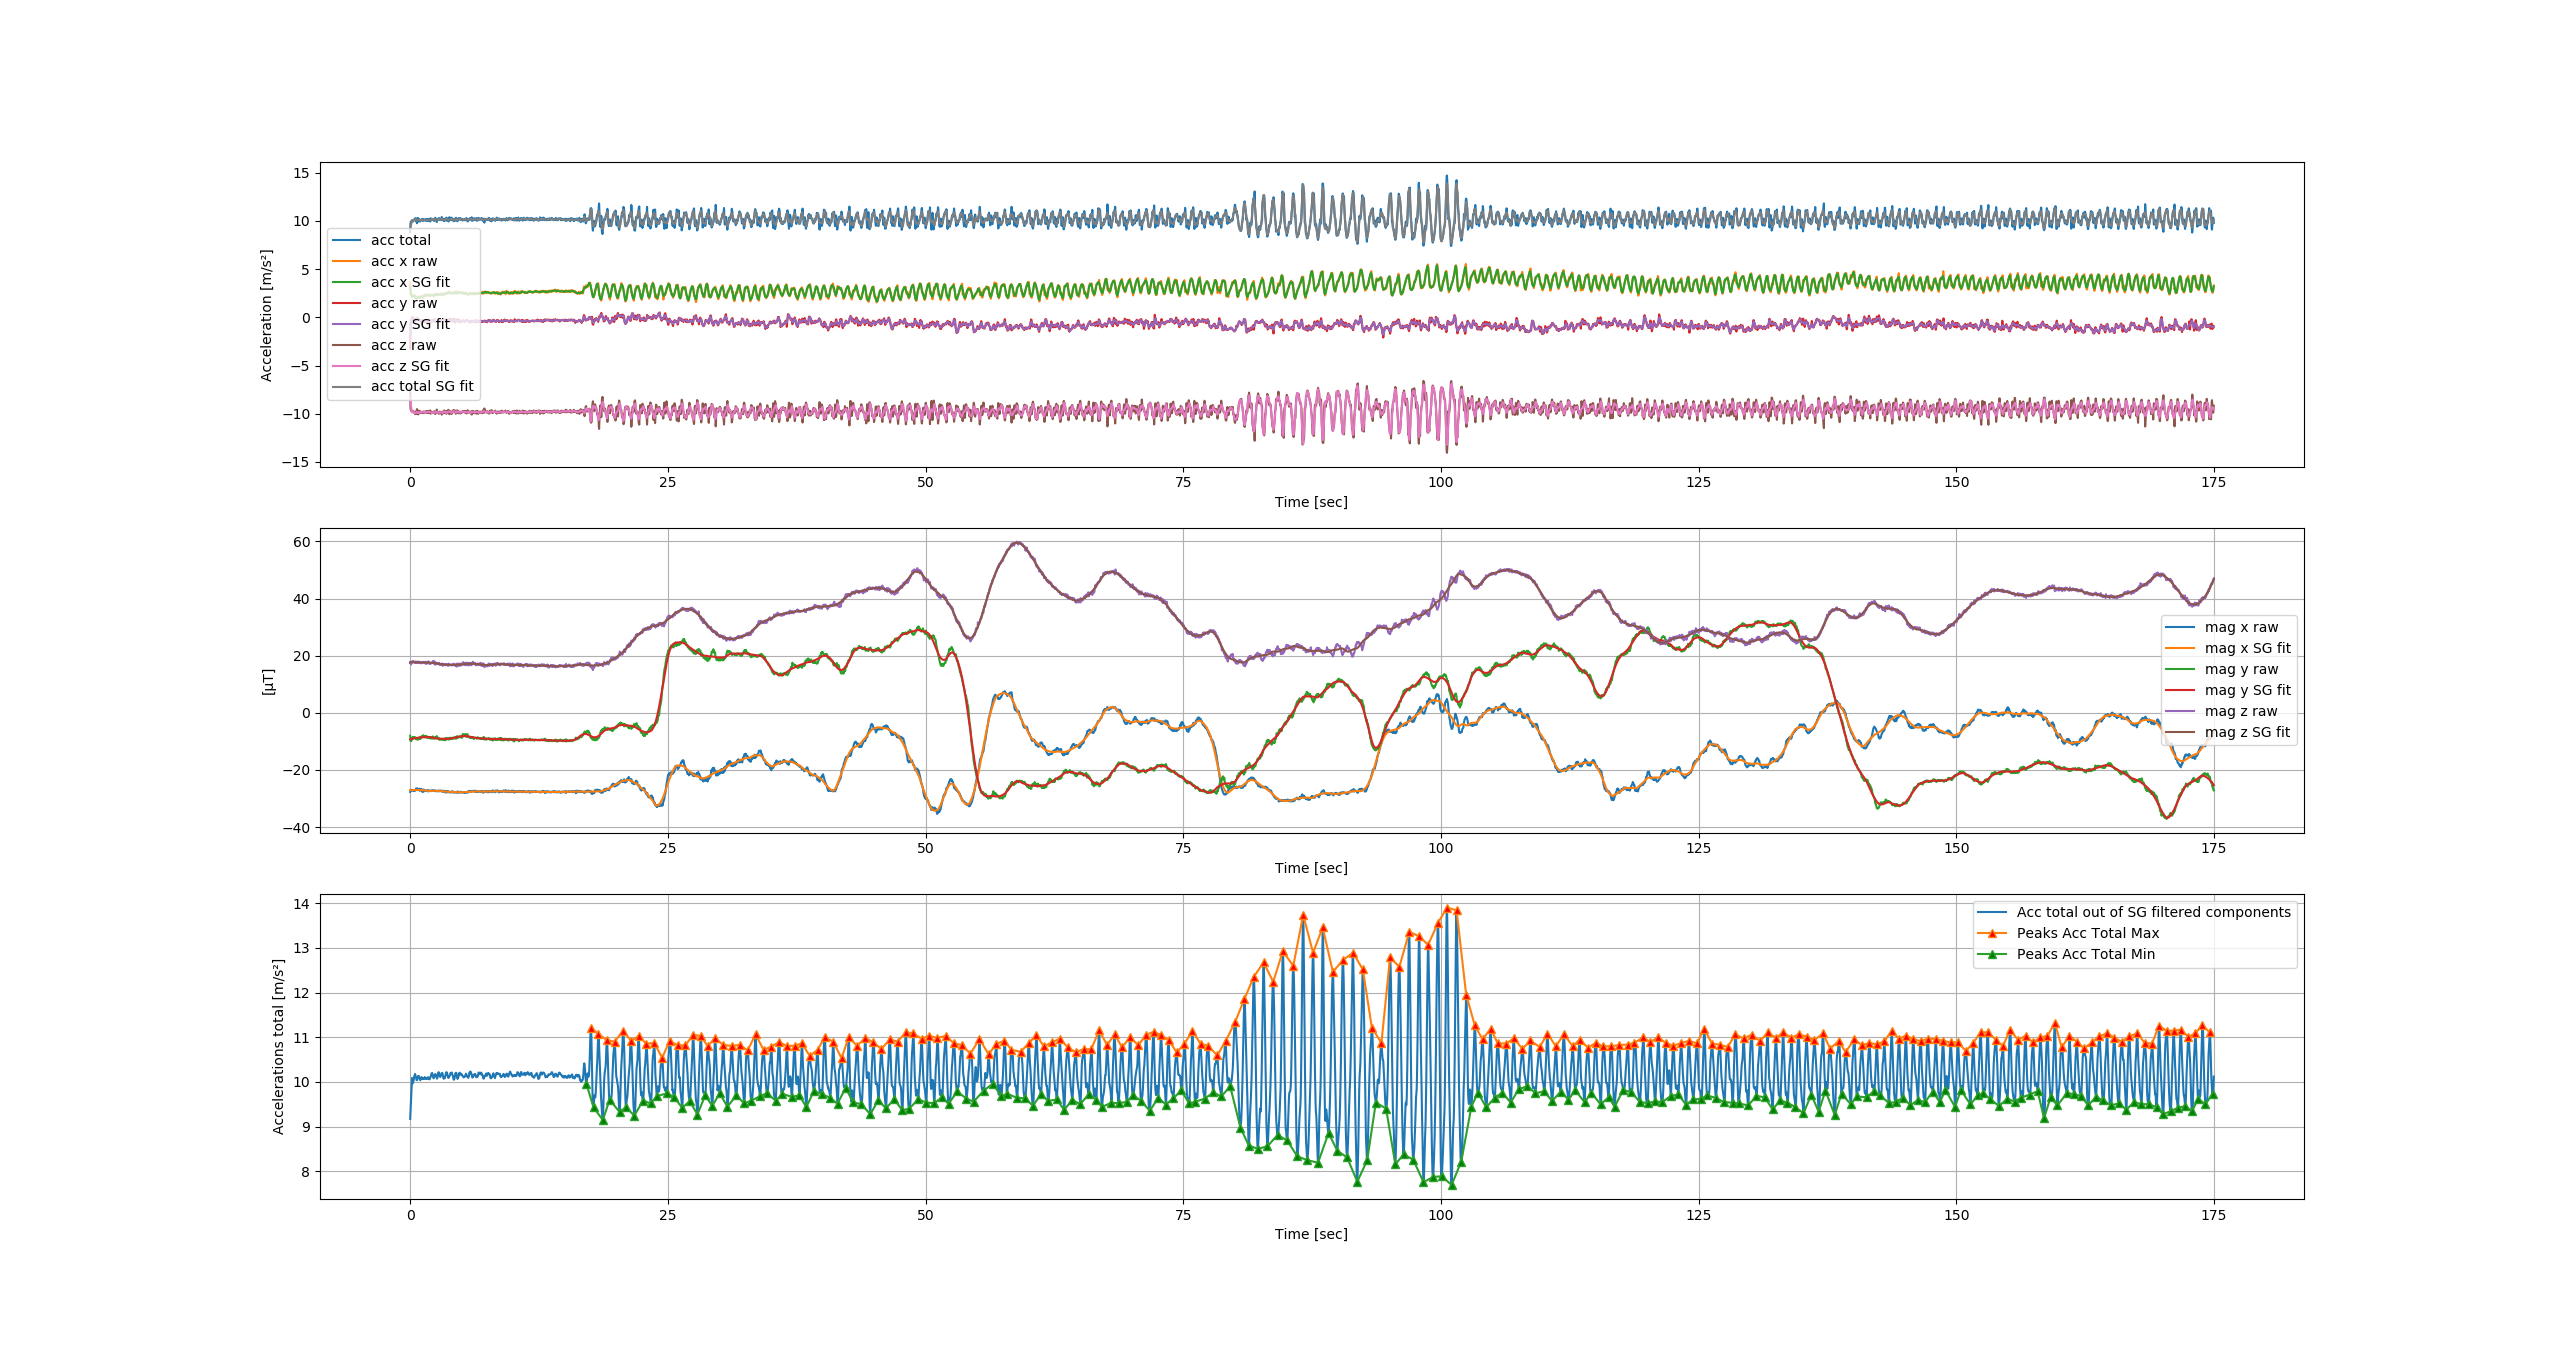 15
10
5
0
−5
−10
−15
Acceleration [m/s²]
acc total
acc x raw
acc x SG fit
acc y raw
acc y SG fit
acc z raw
acc z SG fit
acc total SG fit
0 25 50 75 100 125 150 175
Time [sec]
60
40
20
0
−20
−40
[µT]
mag x raw
mag x SG fit
mag y raw
mag y SG fit
mag z raw
mag z SG fit
0 25 50 75 100 125 150 175
Time [sec]
14
13
12
11
10
9
8
Accelerations total [m/s²]
Acc total out of SG filtered components
Peaks Acc Total Max
Peaks Acc Total Min
0 25 50 75 100 125 150 175
Time [sec]